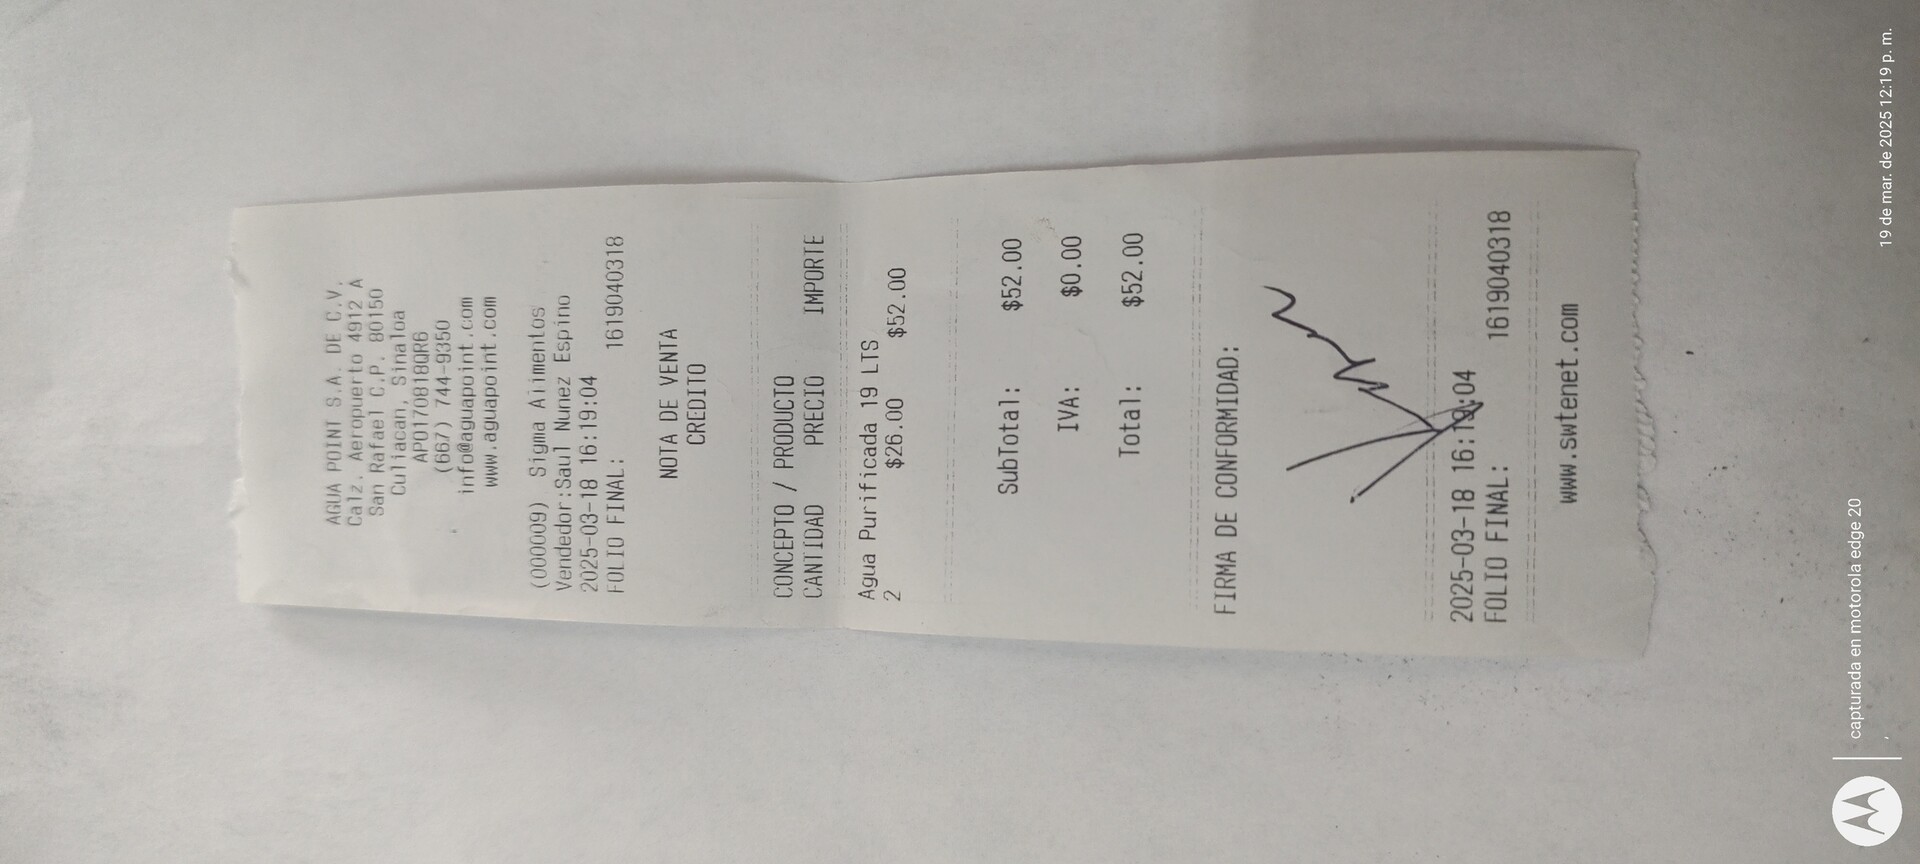 AGUA POINT S.A. DE C.V.
Calz. Aeropuerto 4912 A
San Rafael C.P. 80150
Culiacan, Sinaloa
APO170818QR6
(667) 744-9350
info@aguapoint.com
www.aguapoint.com
(000009) Sigma Alimentos
Vendedor:Saul Nunez Espino
2025-03-18 16:19:04
FOLIO FINAL: 1619040318
NOTA DE VENTA
CREDITO
CONCEPTO / PRODUCTO
CANTIDAD PRECIO IMPORTE
Agua Purificada 19 LTS
2 $26.00 $52.00
SubTotal: $52.00
IVA: $0.00
Total: $52.00
FIRMA DE CONFORMIDAD:
2025-03-18 16:19:04
FOLIO FINAL: 1619040318
www.swtenet.com
capturada en motorola edge 20
19 de mar. de 2025 12:19 p. m.